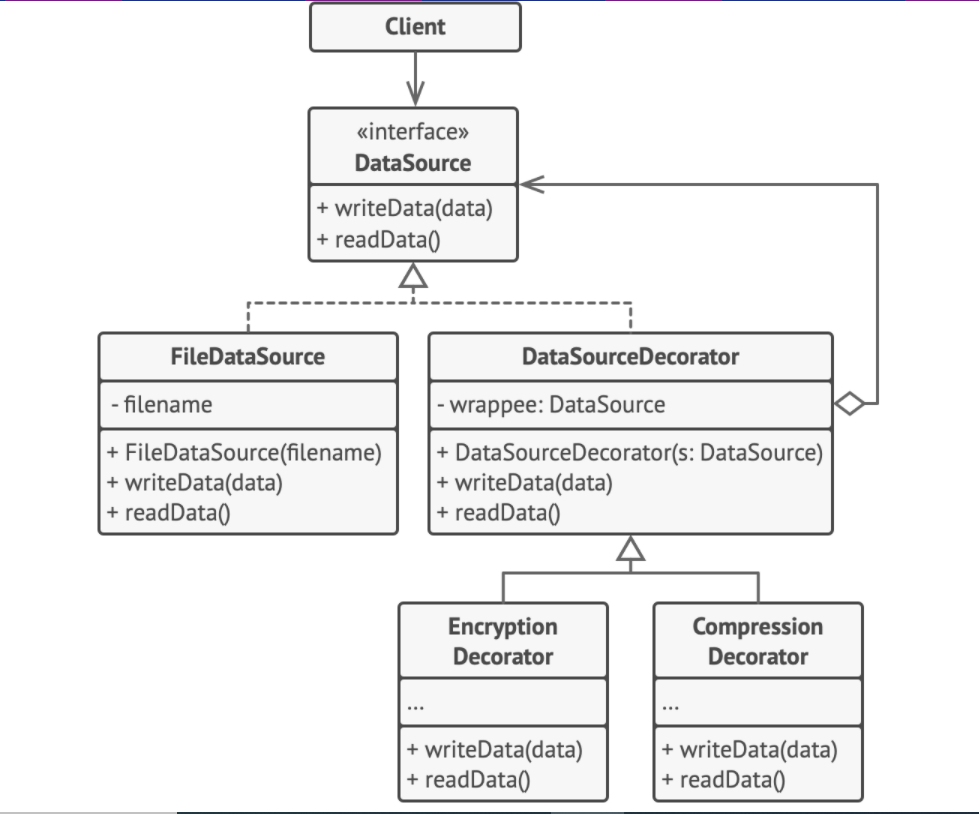 Client
«interface»
DataSource
+ writeData(data)
+ readData()
FileDataSource
- filename
+ FileDataSource(filename)
+ writeData(data)
+ readData()
DataSourceDecorator
- wrappee: DataSource
+ DataSourceDecorator(s: DataSource)
+ writeData(data)
+ readData()
Encryption
Decorator
...
+ writeData(data)
+ readData()
Compression
Decorator
...
+ writeData(data)
+ readData()